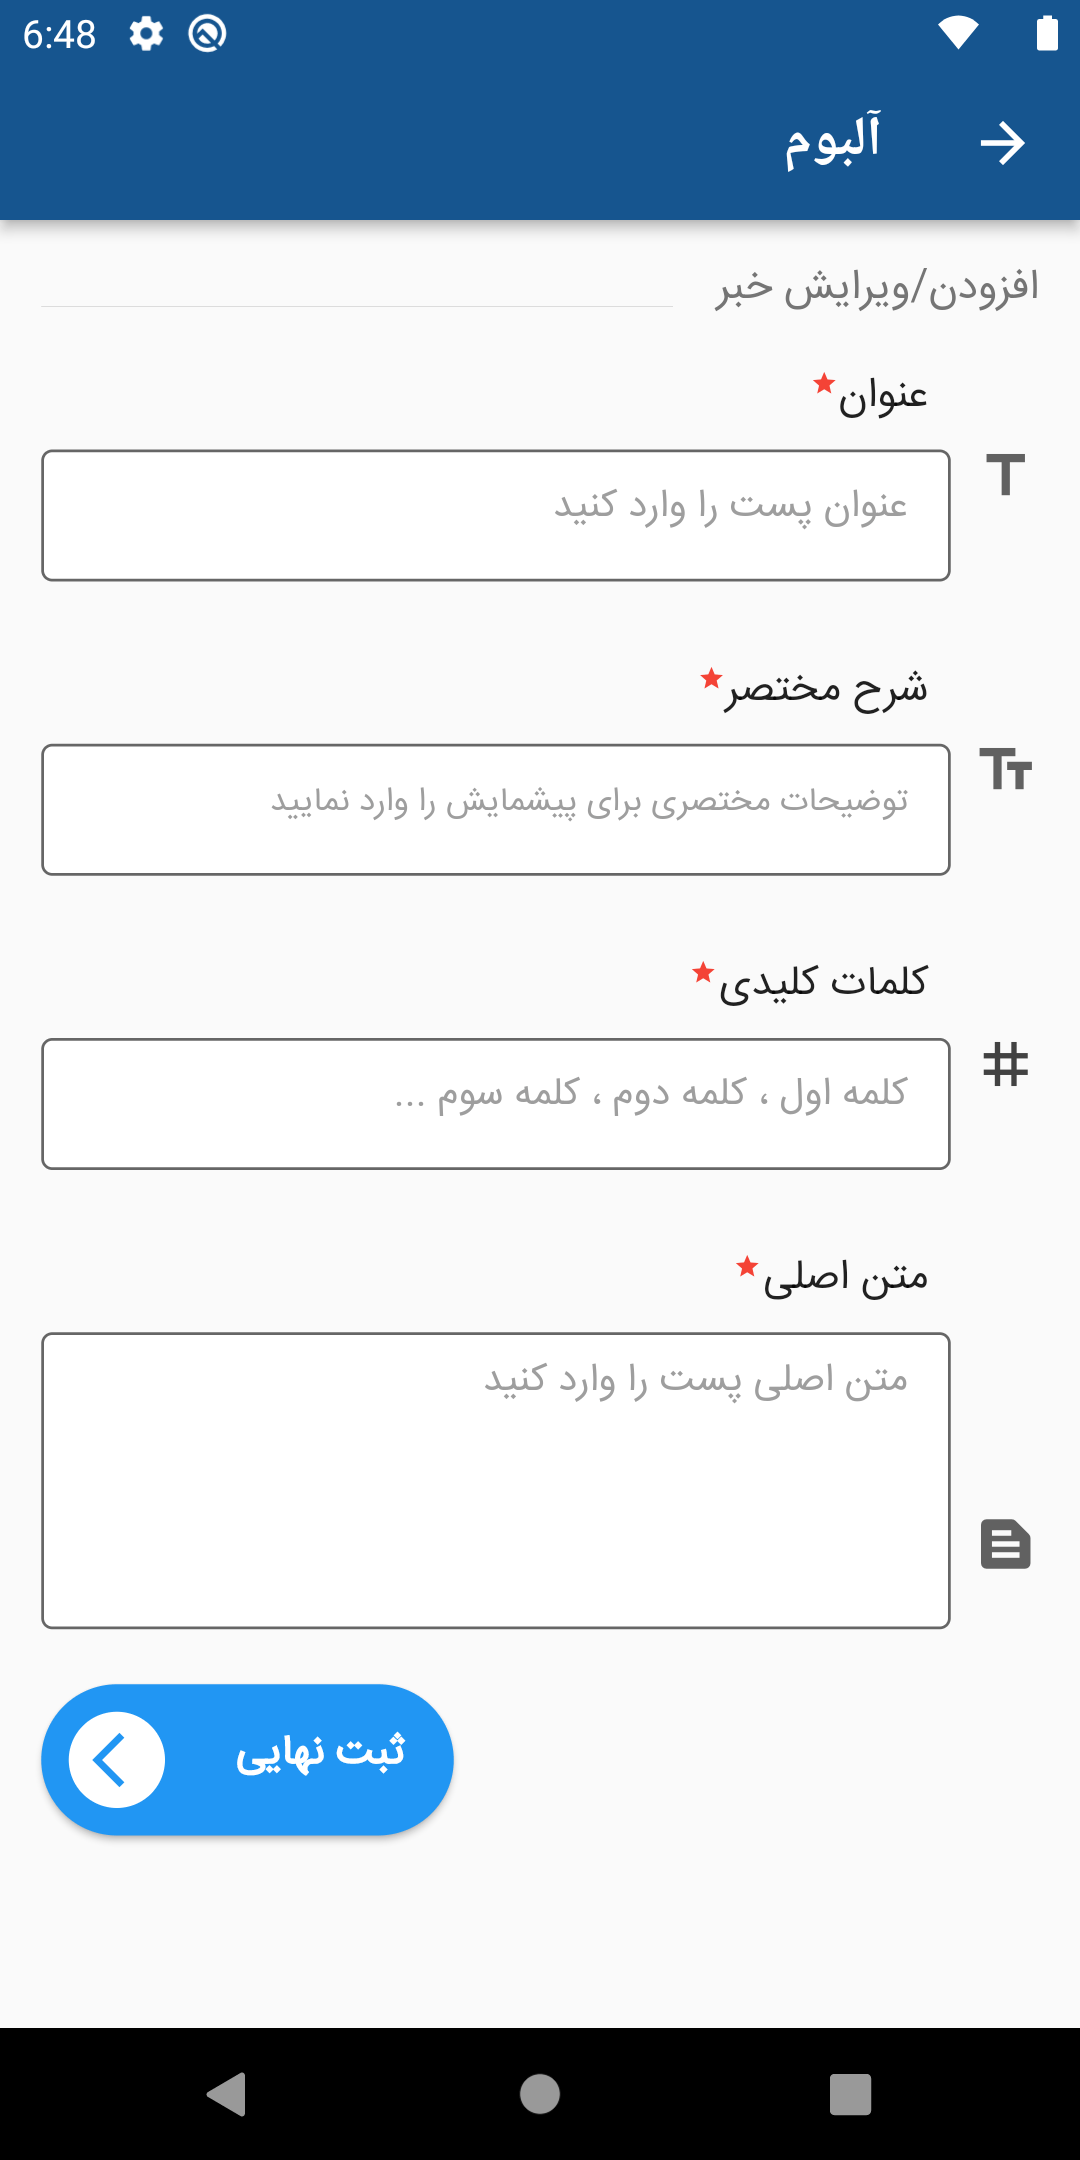 6:48
آلبوم
افزودن/ویرایش خبر
عنوان*
عنوان پست را وارد کنید
شرح مختصر*
توضیحات مختصری برای پیشمایش را وارد نمایید
کلمات کلیدی*
کلمه اول ، کلمه دوم ، کلمه سوم ...
متن اصلی*
متن اصلی پست را وارد کنید
ثبت نهایی